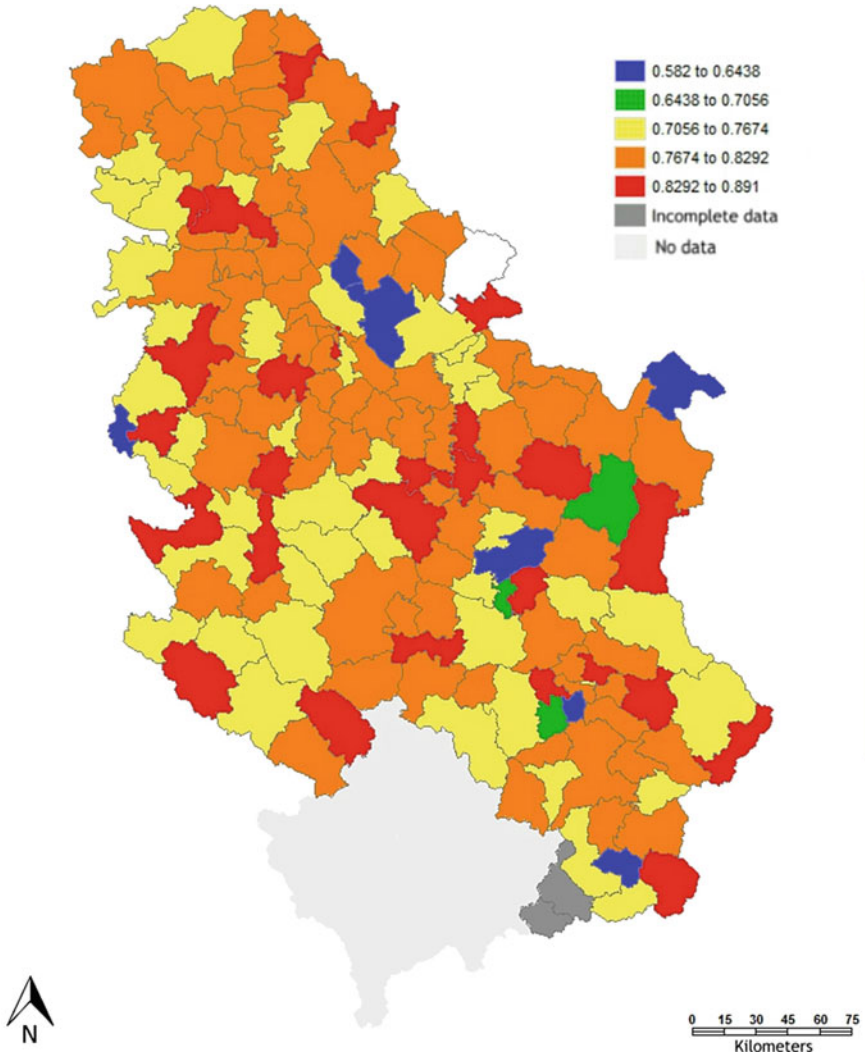 0.582 to 0.6438
0.6438 to 0.7056
0.7056 to 0.7674
0.7674 to 0.8292
0.8292 to 0.891
Incomplete data
No data
N
0 15 30 45 60 75
Kilometers